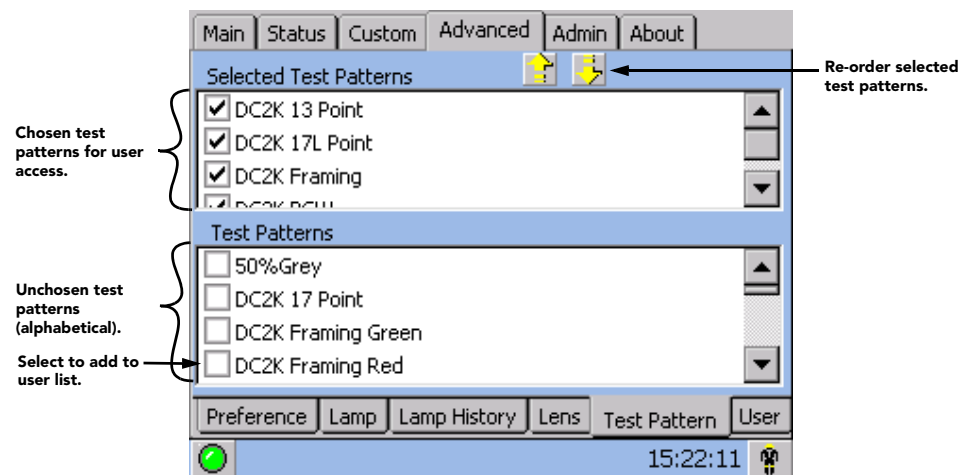 Main Status Custom Advanced Admin About
Selected Test Patterns
Re-order selected
test patterns.
DC2K 13 Point
DC2K 17L Point
DC2K Framing
Chosen test
patterns for user
access.
Test Patterns
50%Grey
DC2K 17 Point
DC2K Framing Green
DC2K Framing Red
Unchosen test
patterns
(alphabetical).
Select to add to
user list.
Preference Lamp Lamp History Lens Test Pattern User
15:22:11